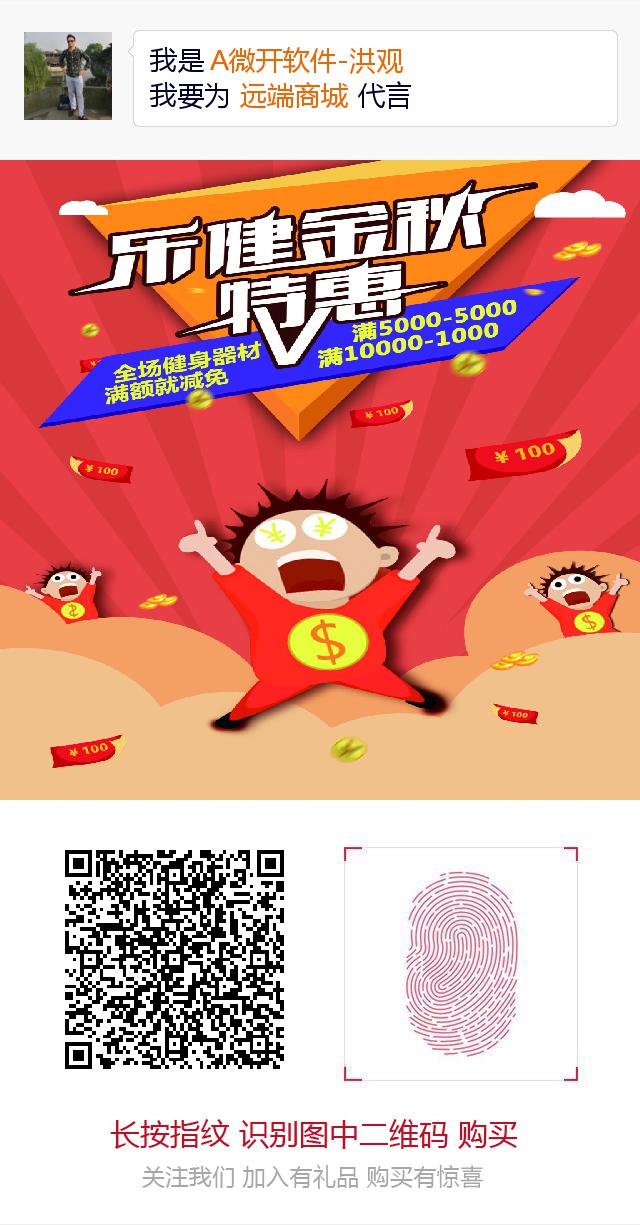 我是 A微开软件-洪观
我要为 远端商城 代言
乐健金秋
特惠
全场健身器材
满额就减免
满5000-5000
满10000-1000
¥ 100
¥ 100
¥ 100
¥ ¥
$
$
$
¥ 100
¥ 100
长按指纹 识别图中二维码 购买
关注我们 加入有礼品 购买有惊喜